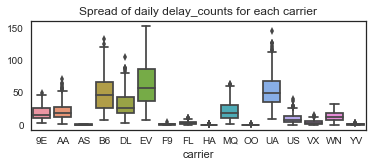 Spread of daily delay_counts for each carrier
150
100
50
0
9E AA AS B6 DL EV F9 FL HA MQ OO UA US VX WN YV
carrier